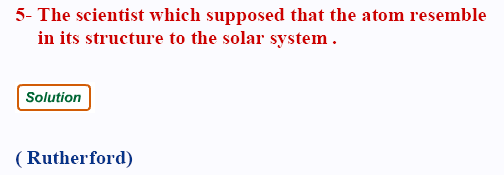 5- The scientist which supposed that the atom resemble
in its structure to the solar system .
Solution
( Rutherford)